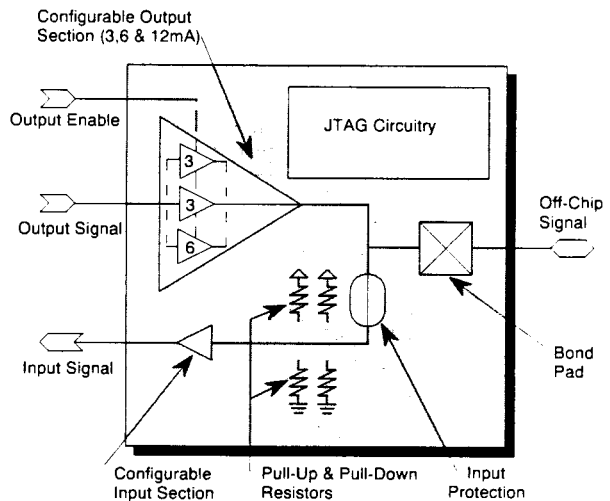 Configurable Output
Section (3,6 & 12mA)
Output Enable
JTAG Circuitry
3
3
6
Output Signal
Off-Chip
Signal
Input Signal
Bond
Pad
Configurable
Input Section
Pull-Up & Pull-Down
Resistors
Input
Protection